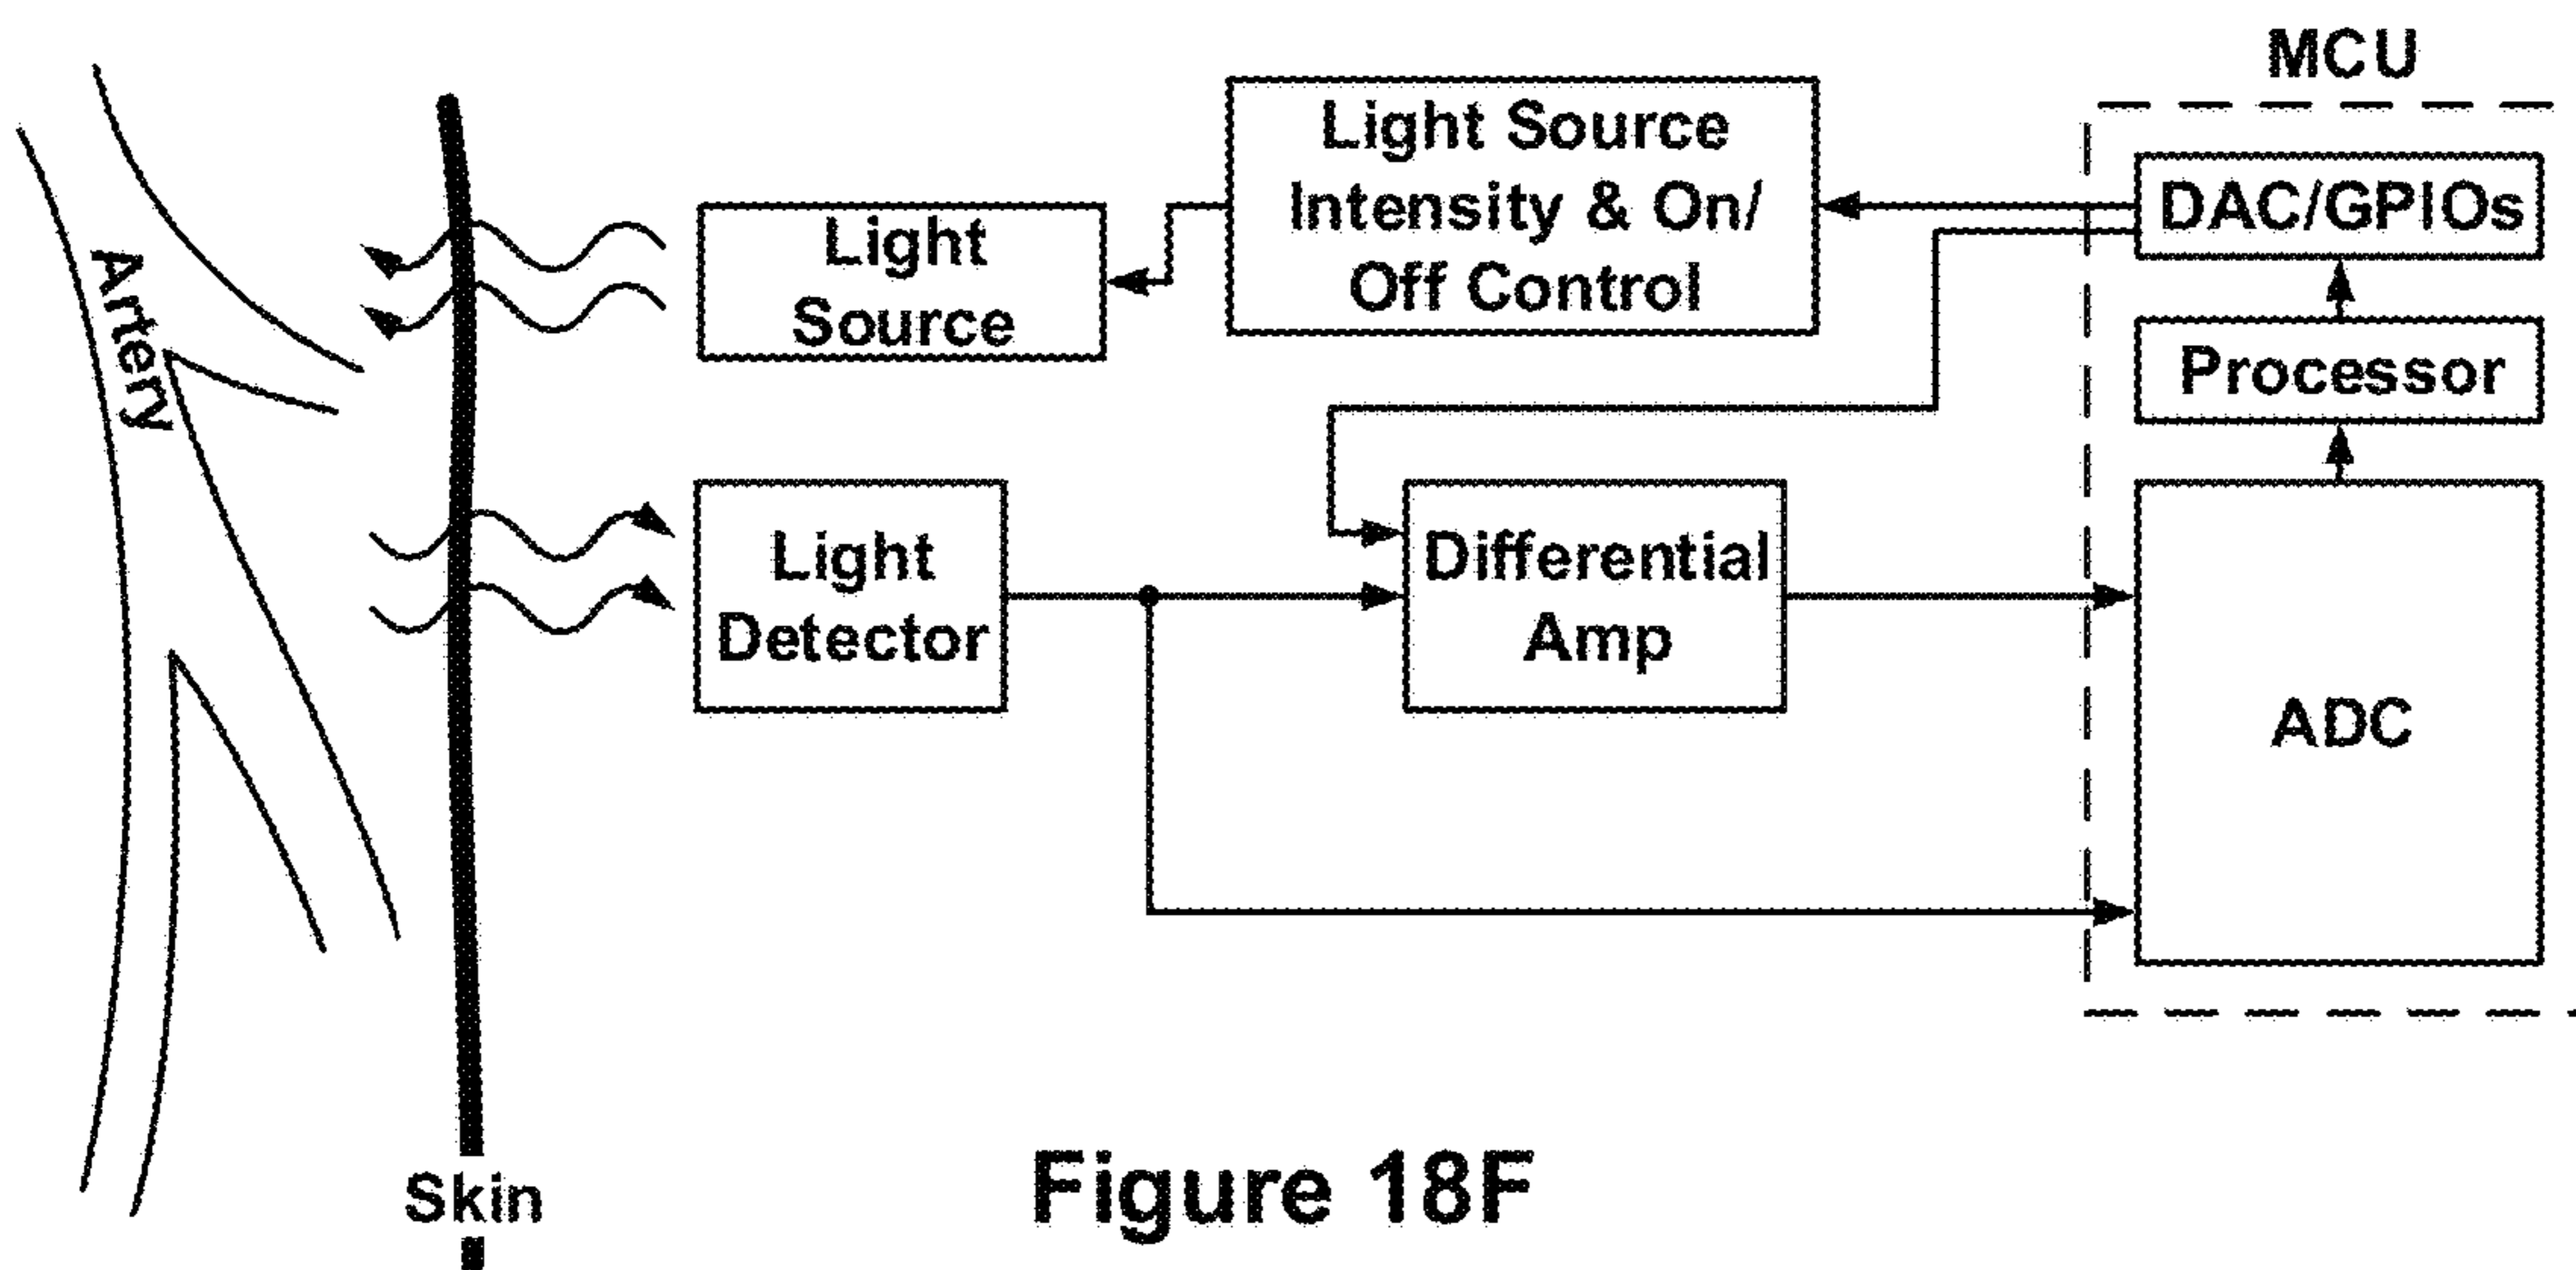 MCU
Light Source
Intensity & On/
Off Control
DAC/GPIOs
Light
Source
Artery
Processor
Light
Detector
Differential
Amp
ADC
Skin
Figure 18F